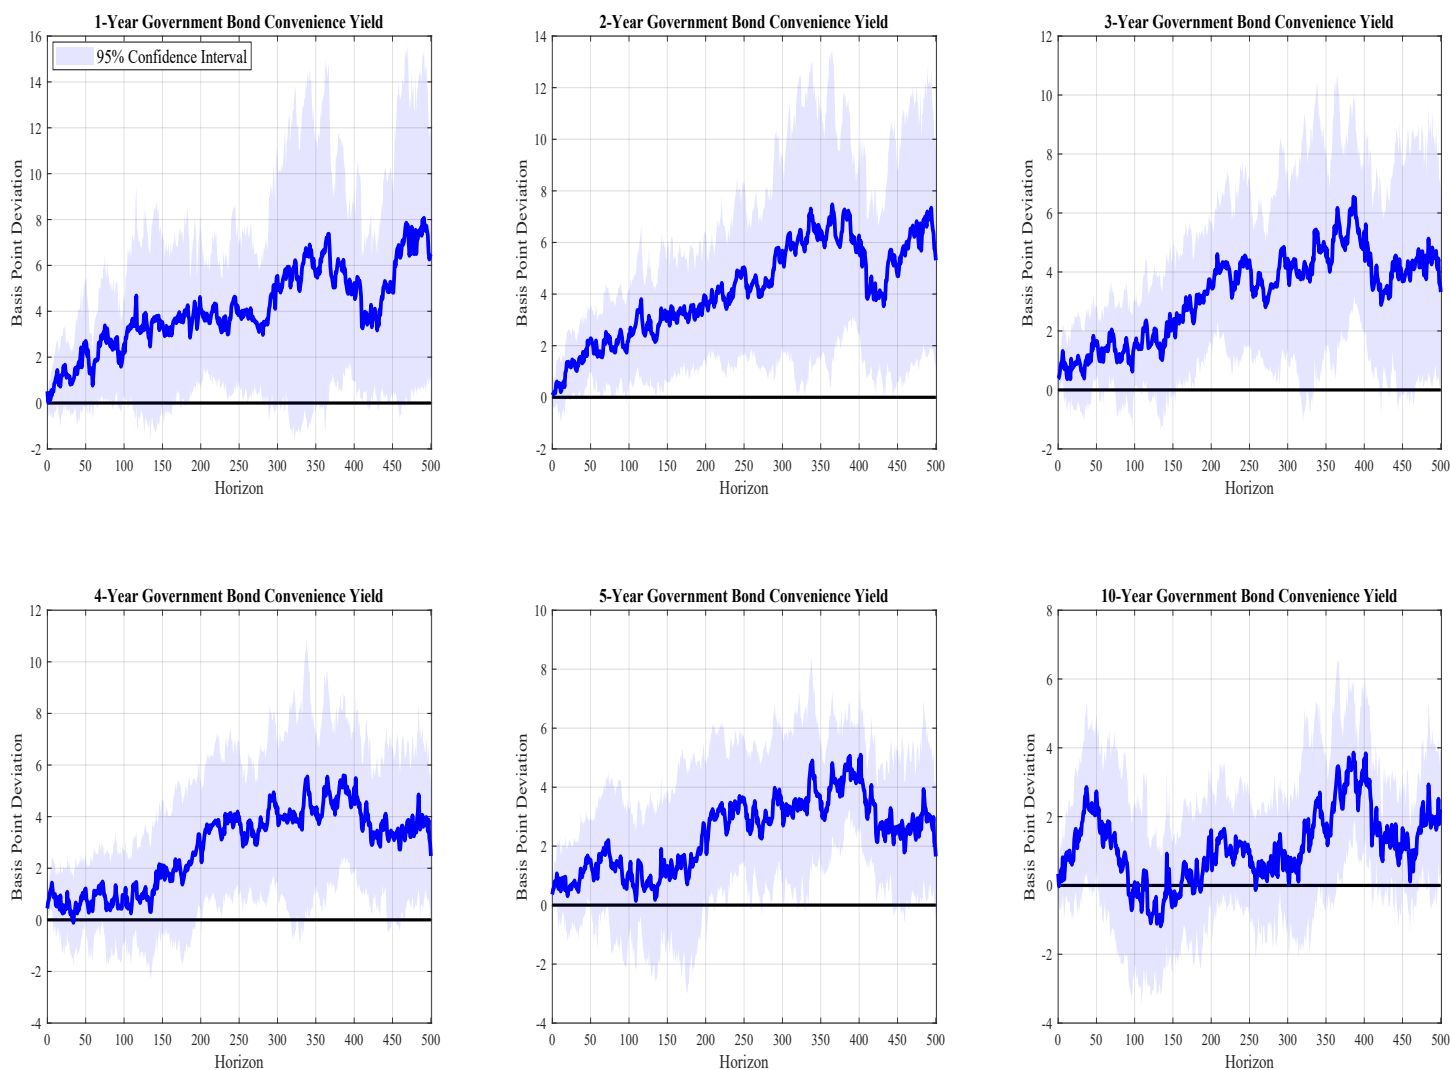 1-Year Government Bond Convenience Yield
16
14
12
10
8
6
4
2
0
-2
Basis Point Deviation
95% Confidence Interval
0 50 100 150 200 250 300 350 400 450 500
Horizon
2-Year Government Bond Convenience Yield
14
12
10
8
6
4
2
0
-2
Basis Point Deviation
0 50 100 150 200 250 300 350 400 450 500
Horizon
3-Year Government Bond Convenience Yield
12
10
8
6
4
2
0
-2
Basis Point Deviation
0 50 100 150 200 250 300 350 400 450 500
Horizon
4-Year Government Bond Convenience Yield
12
10
8
6
4
2
0
-2
-4
Basis Point Deviation
0 50 100 150 200 250 300 350 400 450 500
Horizon
5-Year Government Bond Convenience Yield
10
8
6
4
2
0
-2
-4
Basis Point Deviation
0 50 100 150 200 250 300 350 400 450 500
Horizon
10-Year Government Bond Convenience Yield
8
6
4
2
0
-2
-4
Basis Point Deviation
0 50 100 150 200 250 300 350 400 450 500
Horizon